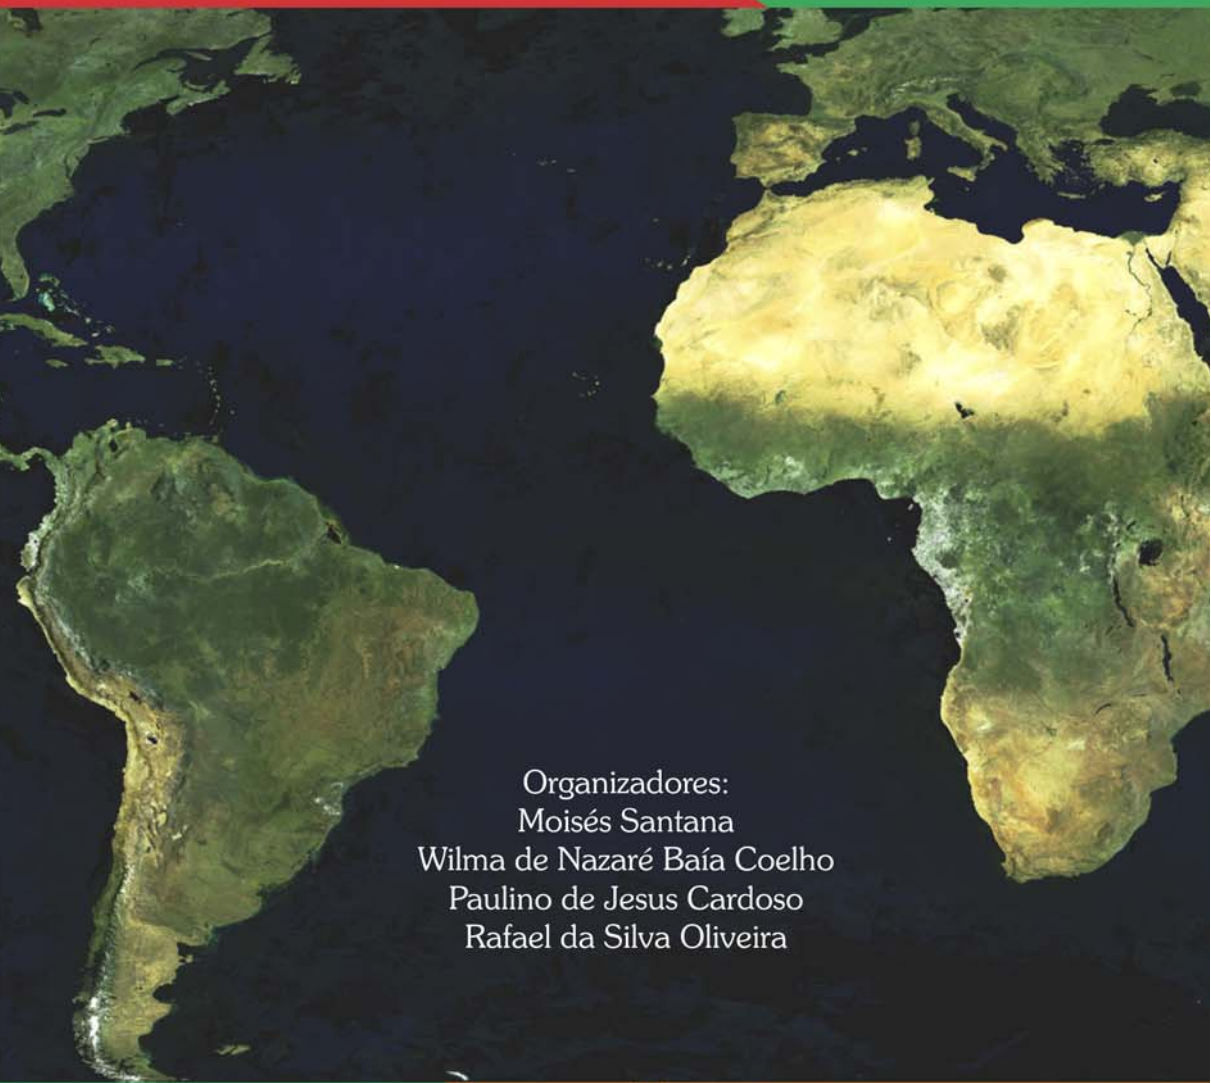 Organizadores:
Moisés Santana
Wilma de Nazaré Baía Coelho
Paulino de Jesus Cardoso
Rafael da Silva Oliveira